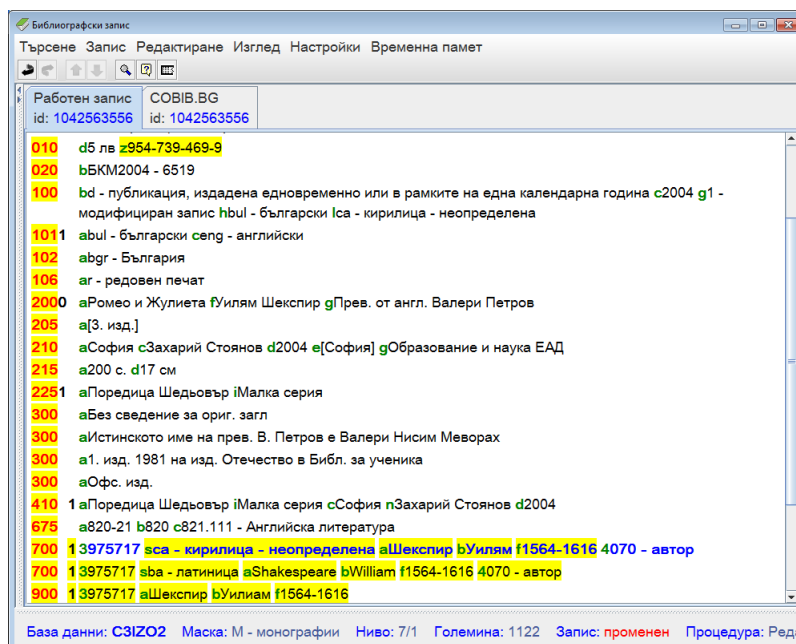 Библиографски запис
Търсене Запис Редактиране Изглед Настройки Временна памет
Работен запис COBIB.BG
id: 1042563556 id: 1042563556
010 d5 лв z954-739-469-9
020 bБКМ2004 - 6519
100 bd - публикация, издадена едновременно или в рамките на една календарна година c2004 g1 -
модифициран запис hbul - български lca - кирилица - неопределена
1011 abul - български ceng - английски
102 abgr - България
106 ar - редовен печат
2000 aРомео и Жулиета fУилям Шекспир gПрев. от англ. Валери Петров
205 a[3. изд.]
210 aСофия cЗахарий Стоянов d2004 e[София] gОбразование и наука ЕАД
215 a200 с. d17 см
2251 aПоредица Шедьовър iМалка серия
300 aБез сведение за ориг. загл
300 aИстинското име на прев. В. Петров е Валери Нисим Меворах
300 a1. изд. 1981 на изд. Отечество в Библ. за ученика
300 aОфс. изд.
410 1 aПоредица Шедьовър iМалка серия cСофия nЗахарий Стоянов d2004
675 a820-21 b820 c821.111 - Английска литература
700 1 3975717 sca - кирилица - неопределена aШекспир bУилям f1564-1616 4070 - автор
700 1 3975717 sba - латиница aShakespeare bWilliam f1564-1616 4070 - автор
900 1 3975717 aШекспир bУилиам f1564-1616
База данни: C3IZO2 Маска: М - монографии Ниво: 7/1 Големина: 1122 Запис: променен Процедура: Реда